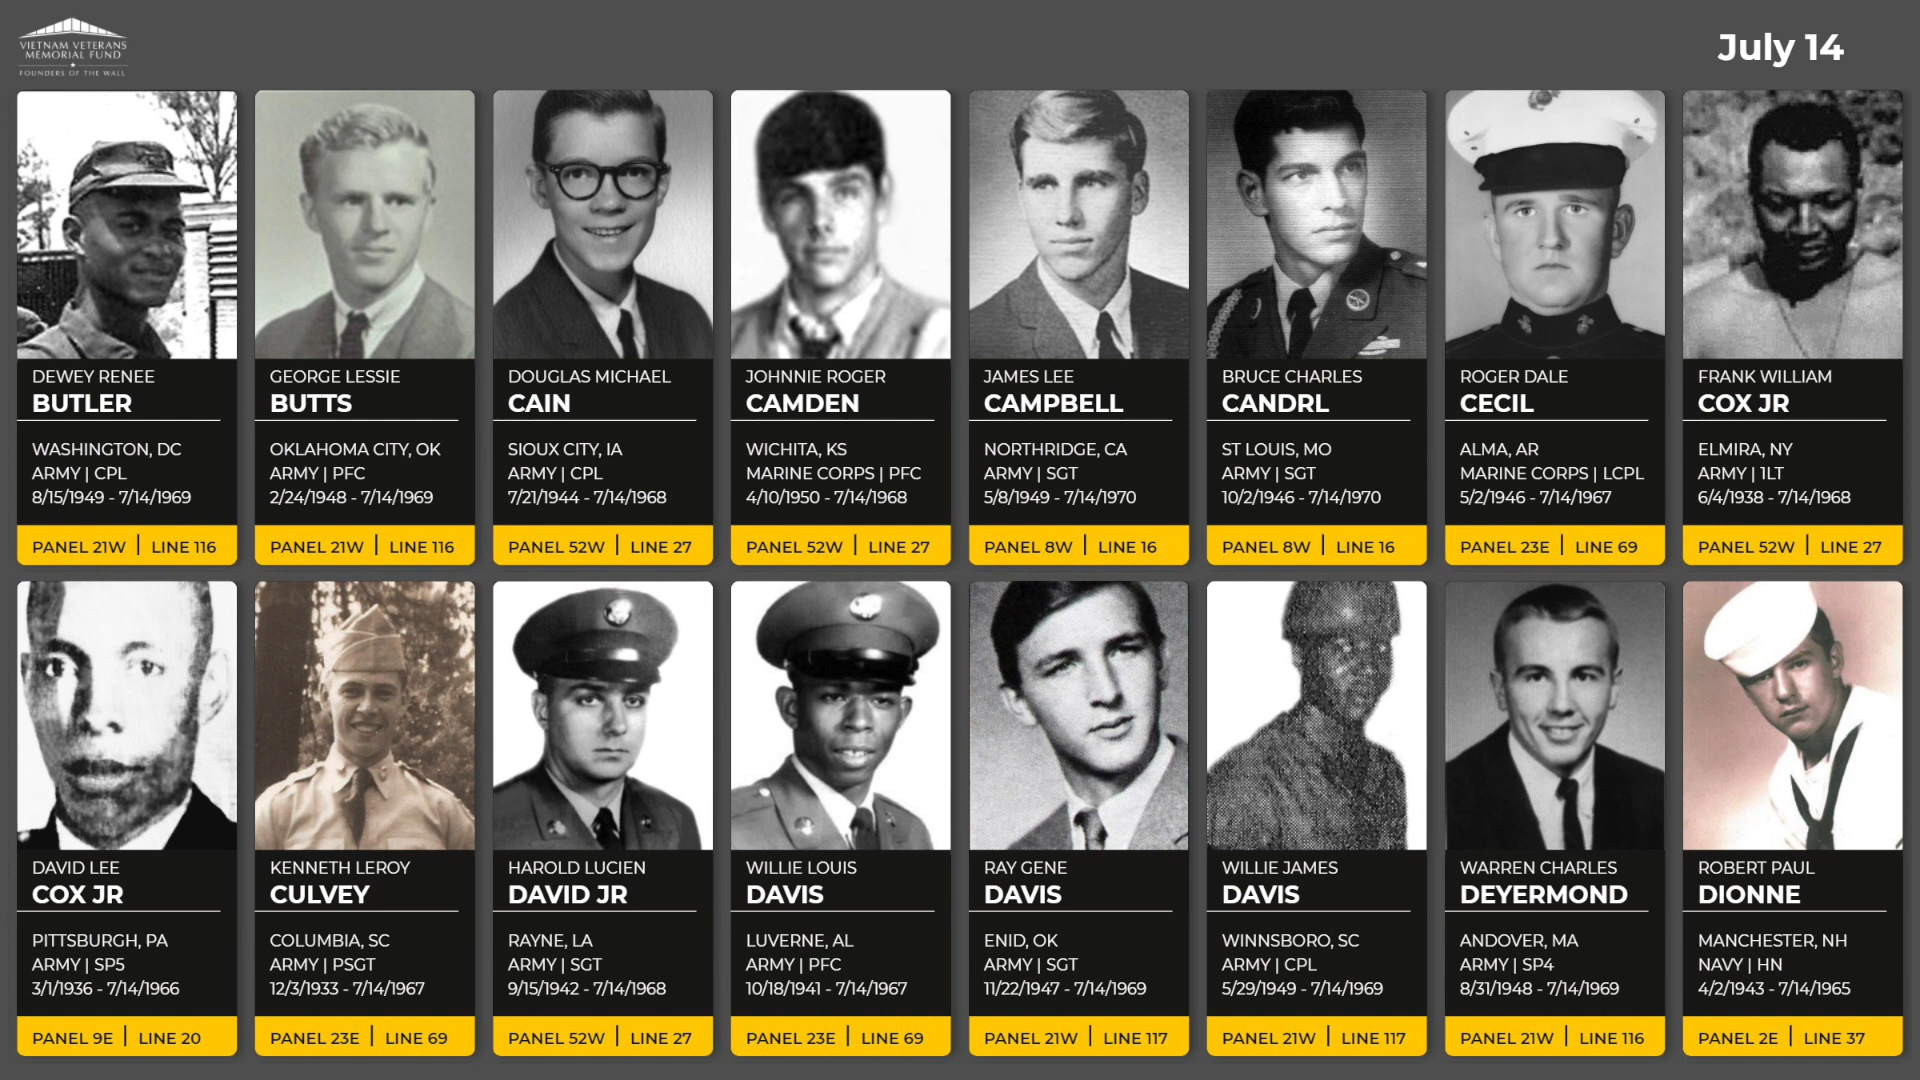 VIETNAM VETERANS
MEMORIAL FUND
FOUNDERS OF THE WALL
July 14
DEWEY RENEE
BUTLER
WASHINGTON, DC
ARMY | CPL
8/15/1949 - 7/14/1969
PANEL 21W | LINE 116
GEORGE LESSIE
BUTTS
OKLAHOMA CITY, OK
ARMY | PFC
2/24/1948 - 7/14/1969
PANEL 21W | LINE 116
DOUGLAS MICHAEL
CAIN
SIOUX CITY, IA
ARMY | CPL
7/21/1944 - 7/14/1968
PANEL 52W | LINE 27
JOHNNIE ROGER
CAMDEN
WICHITA, KS
MARINE CORPS | PFC
4/10/1950 - 7/14/1968
PANEL 52W | LINE 27
JAMES LEE
CAMPBELL
NORTHRIDGE, CA
ARMY | SGT
5/8/1949 - 7/14/1970
PANEL 8W | LINE 16
BRUCE CHARLES
CANDRL
ST LOUIS, MO
ARMY | SGT
10/2/1946 - 7/14/1970
PANEL 8W | LINE 16
ROGER DALE
CECIL
ALMA, AR
MARINE CORPS | LCPL
5/2/1946 - 7/14/1967
PANEL 23E | LINE 69
FRANK WILLIAM
COX JR
ELMIRA, NY
ARMY | 1LT
6/4/1938 - 7/14/1968
PANEL 52W | LINE 27
DAVID LEE
COX JR
PITTSBURGH, PA
ARMY | SP5
3/1/1936 - 7/14/1966
PANEL 9E | LINE 20
KENNETH LEROY
CULVEY
COLUMBIA, SC
ARMY | PSGT
12/3/1933 - 7/14/1967
PANEL 23E | LINE 69
HAROLD LUCIEN
DAVID JR
RAYNE, LA
ARMY | SGT
9/15/1942 - 7/14/1968
PANEL 52W | LINE 27
WILLIE LOUIS
DAVIS
LUVERNE, AL
ARMY | PFC
10/18/1941 - 7/14/1967
PANEL 23E | LINE 69
RAY GENE
DAVIS
ENID, OK
ARMY | SGT
11/22/1947 - 7/14/1969
PANEL 21W | LINE 117
WILLIE JAMES
DAVIS
WINNSBORO, SC
ARMY | CPL
5/29/1949 - 7/14/1969
PANEL 21W | LINE 117
WARREN CHARLES
DEYERMOND
ANDOVER, MA
ARMY | SP4
8/31/1948 - 7/14/1969
PANEL 21W | LINE 116
ROBERT PAUL
DIONNE
MANCHESTER, NH
NAVY | HN
4/2/1943 - 7/14/1965
PANEL 2E | LINE 37